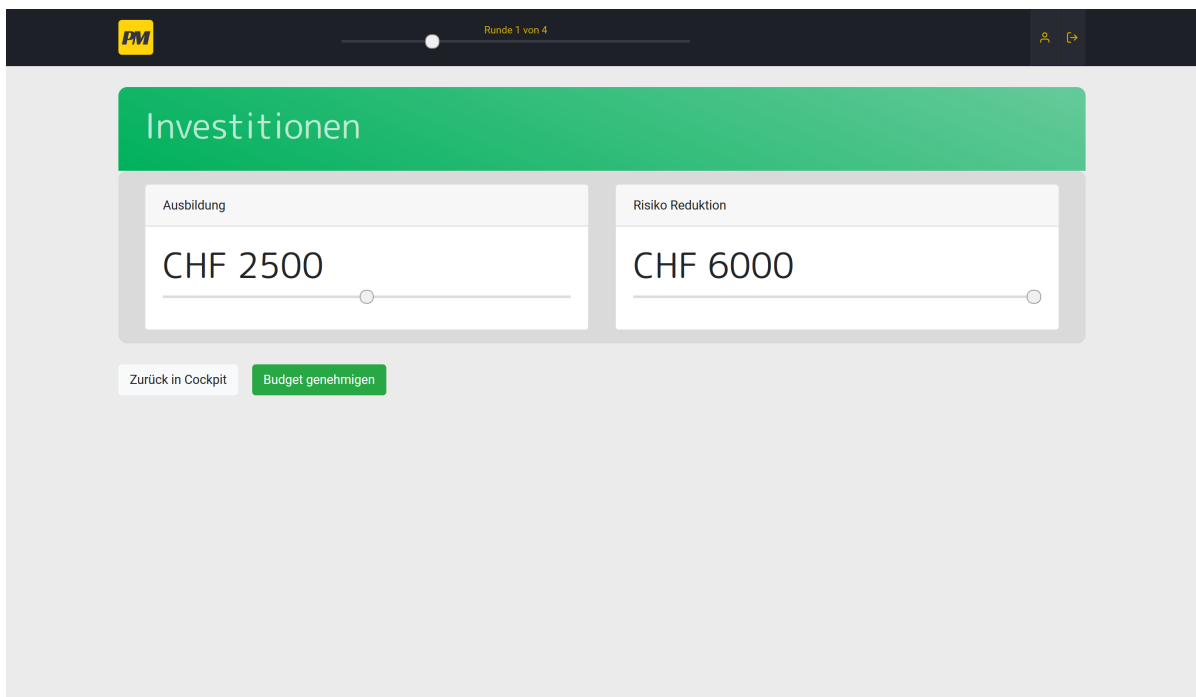 PM
Runde 1 von 4
Investitionen
Ausbildung
Risiko Reduktion
CHF 2500
CHF 6000
Zurück in Cockpit
Budget genehmigen